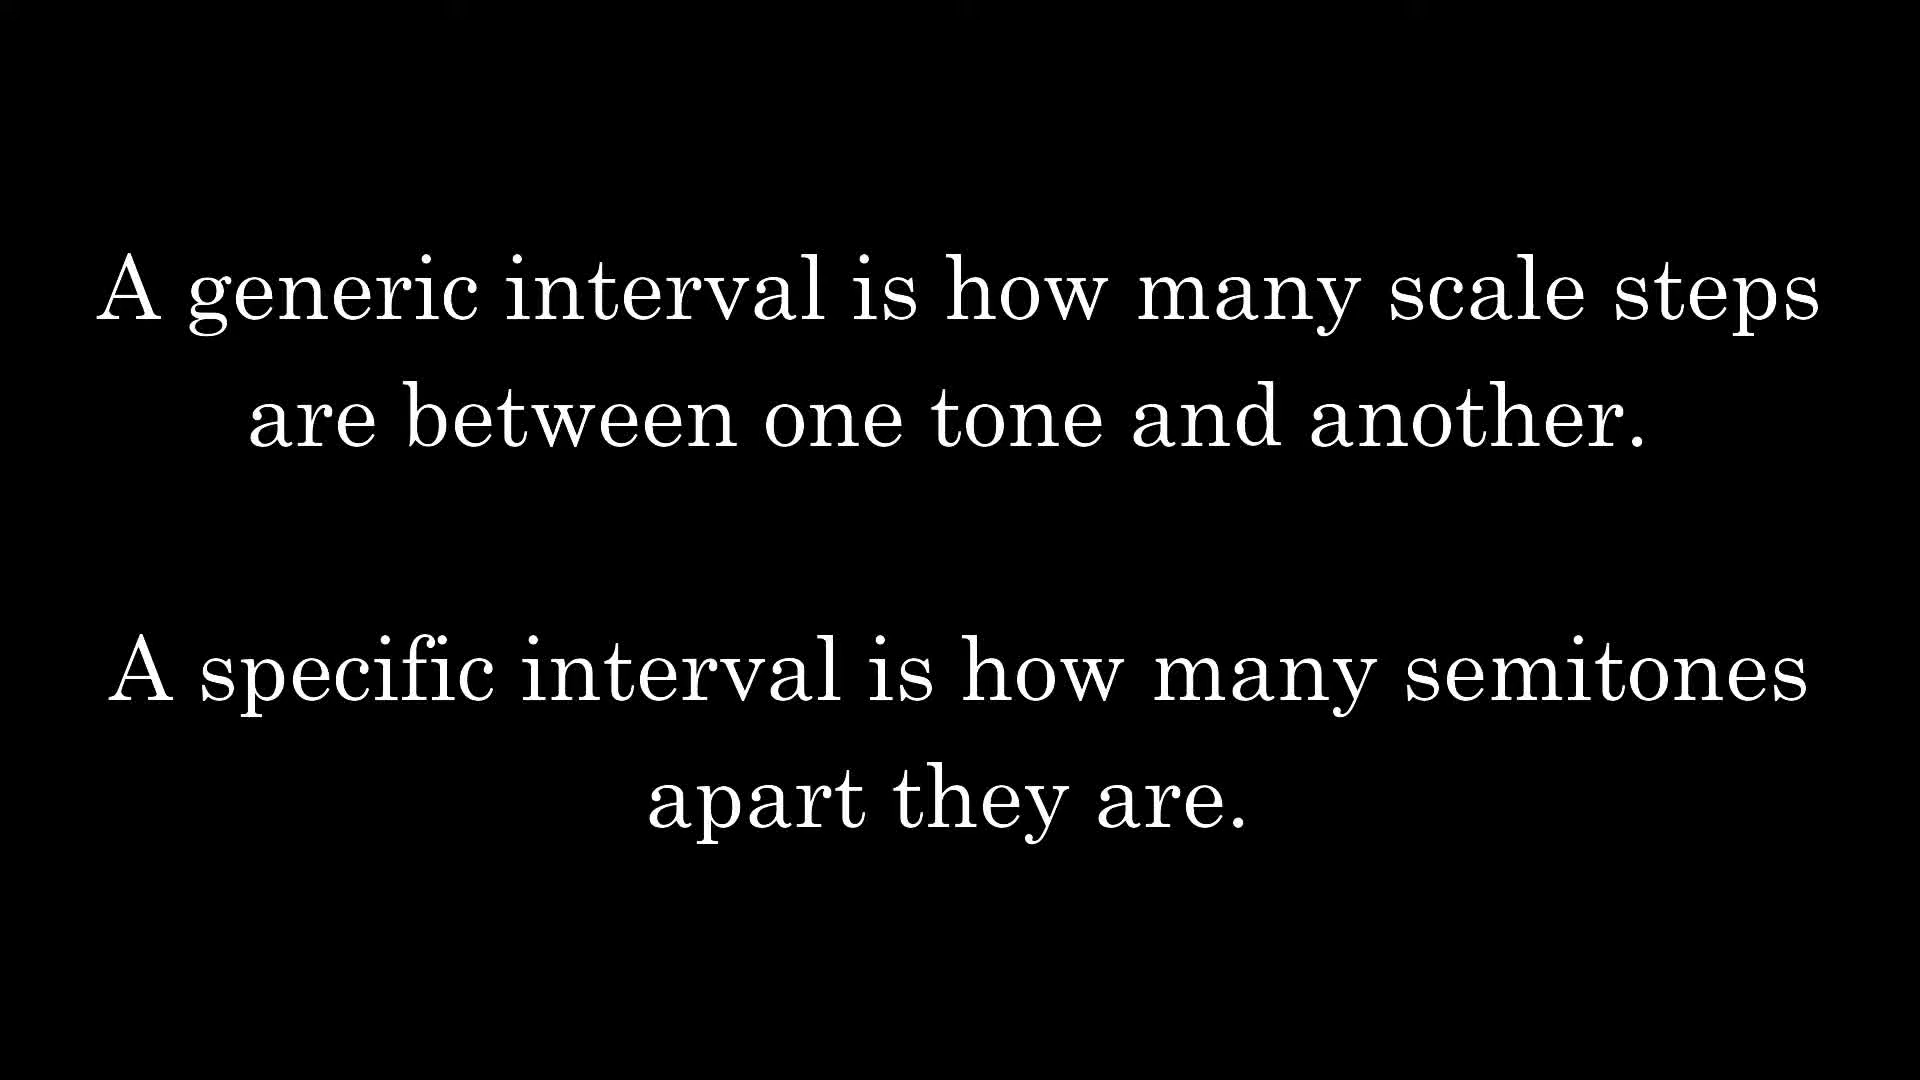 A generic interval is how many scale steps
are between one tone and another.
A specific interval is how many semitones
apart they are.